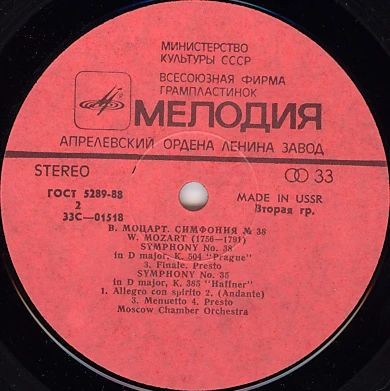 МИНИСТЕРСТВО
КУЛЬТУРЫ СССР
ВСЕСОЮЗНАЯ ФИРМА
ГРАМПЛАСТИНОК
МЕЛОДИЯ
АПРЕЛЕВСКИЙ ОРДЕНА ЛЕНИНА ЗАВОД
STEREO 33
ГОСТ 5289-88 MADE IN USSR
2 Вторая гр.
33С—01518
В. МОЦАРТ. СИМФОНИЯ № 38
W. MOZART (1756—1791)
SYMPHONY No. 38
in D major, K. 504 "Prague"
3. Finale. Presto
SYMPHONY No. 35
in D major, K. 385 "Haffner"
1. Allegro con spirito 2. (Andante)
3. Menuetto 4. Presto
Moscow Chamber Orchestra